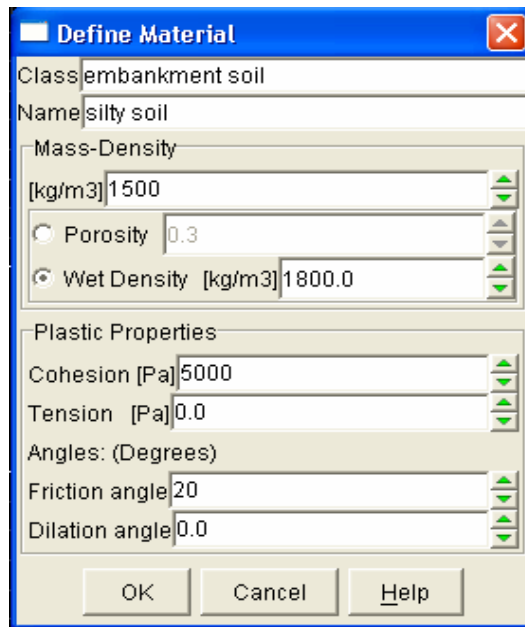 Define Material
Class embankment soil
Name silty soil
Mass-Density
[kg/m3] 1500
Porosity 0.3
Wet Density [kg/m3] 1800.0
Plastic Properties
Cohesion [Pa] 5000
Tension [Pa] 0.0
Angles: (Degrees)
Friction angle 20
Dilation angle 0.0
OK Cancel Help